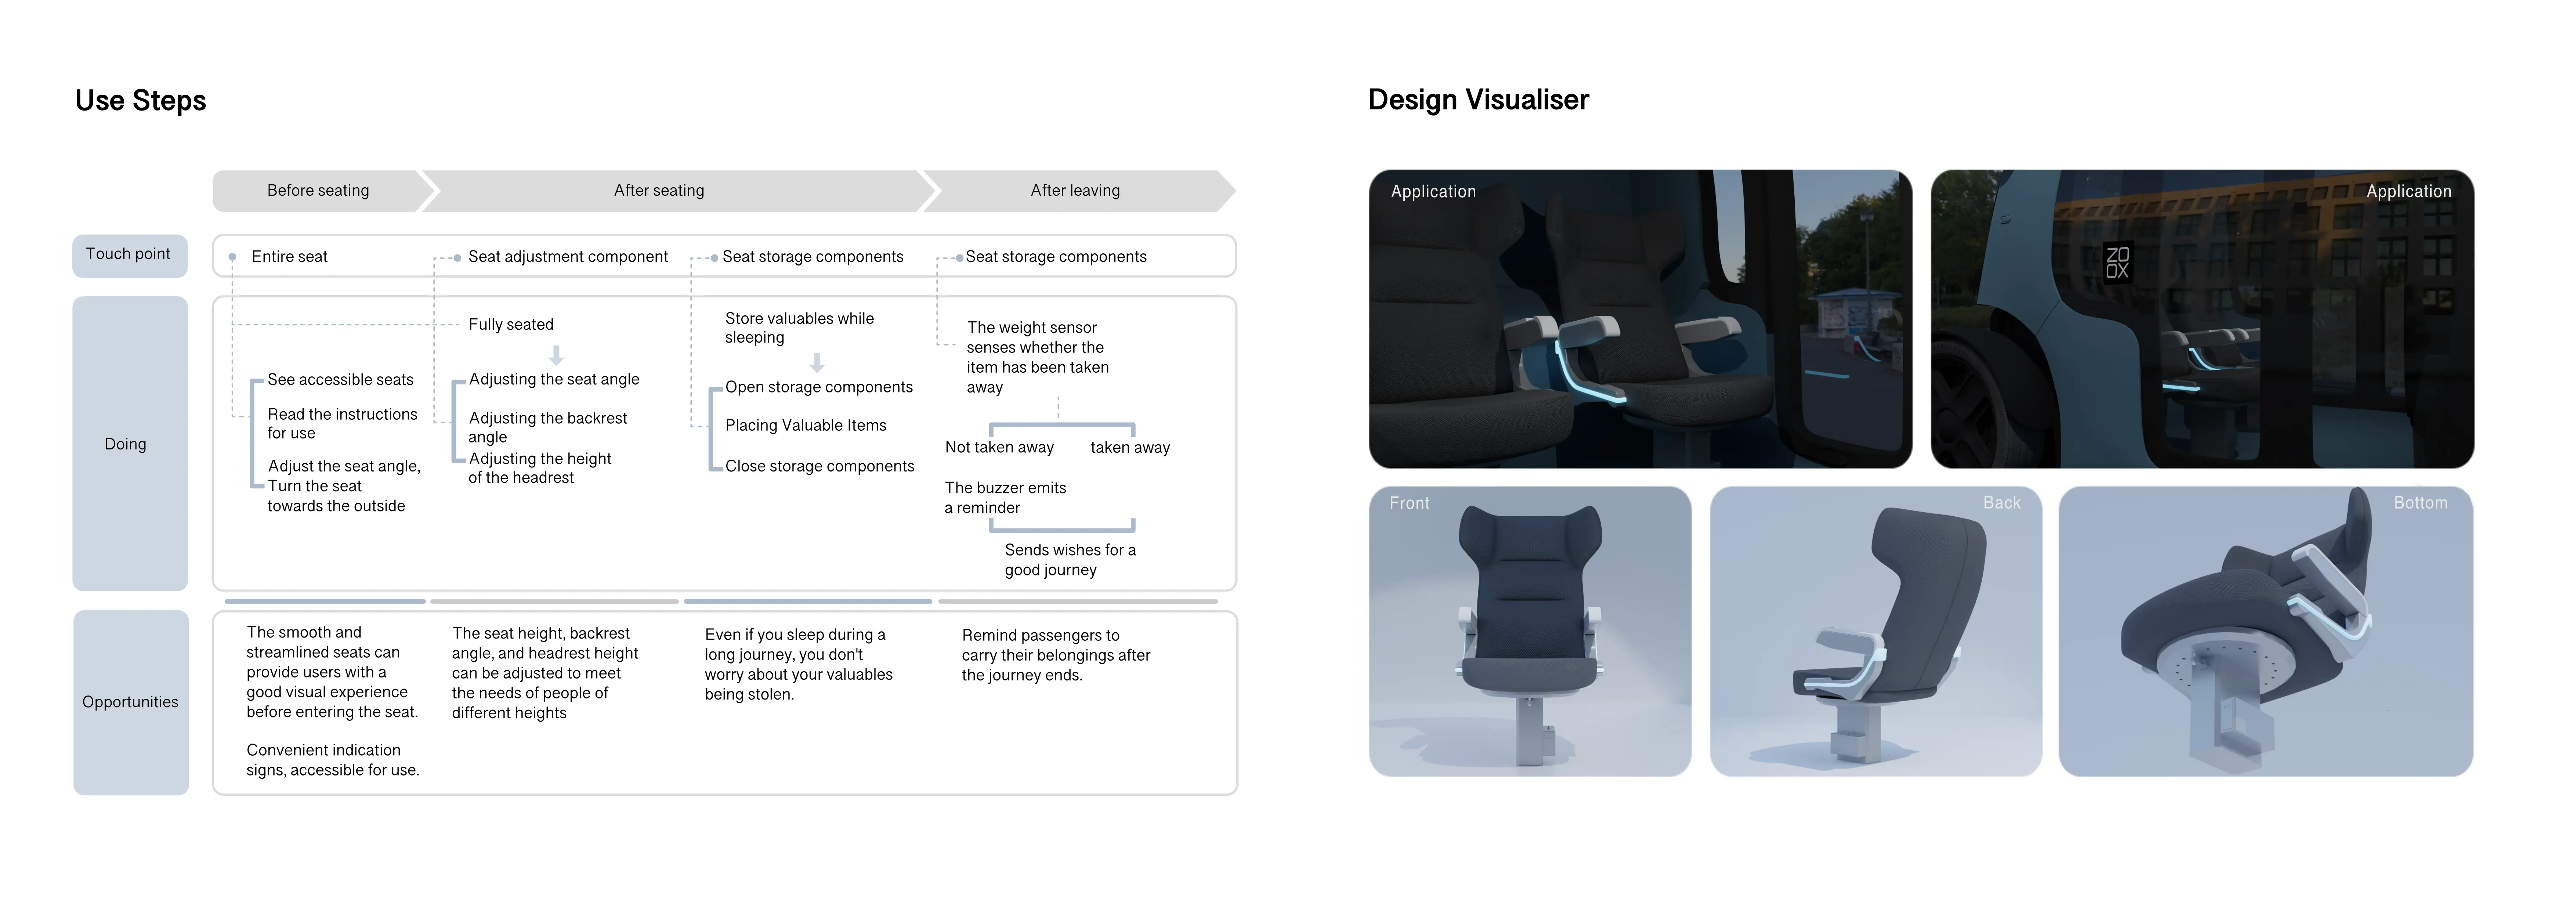 Use Steps
Before seating
After seating
After leaving
Touch point
Entire seat
Seat adjustment component
Seat storage components
Seat storage components
Doing
See accessible seats
Read the instructions
for use
Adjust the seat angle,
Turn the seat
towards the outside
Fully seated
Adjusting the seat angle
Adjusting the backrest
angle
Adjusting the height
of the headrest
Store valuables while
sleeping
Open storage components
Placing Valuable Items
Close storage components
The weight sensor
senses whether the
item has been taken
away
Not taken away
taken away
The buzzer emits
a reminder
Sends wishes for a
good journey
Opportunities
The smooth and
streamlined seats can
provide users with a
good visual experience
before entering the seat.
Convenient indication
signs, accessible for use.
The seat height, backrest
angle, and headrest height
can be adjusted to meet
the needs of people of
different heights
Even if you sleep during a
long journey, you don't
worry about your valuables
being stolen.
Remind passengers to
carry their belongings after
the journey ends.
Design Visualiser
Application
Application
ZO
OX
Front
Back
Bottom